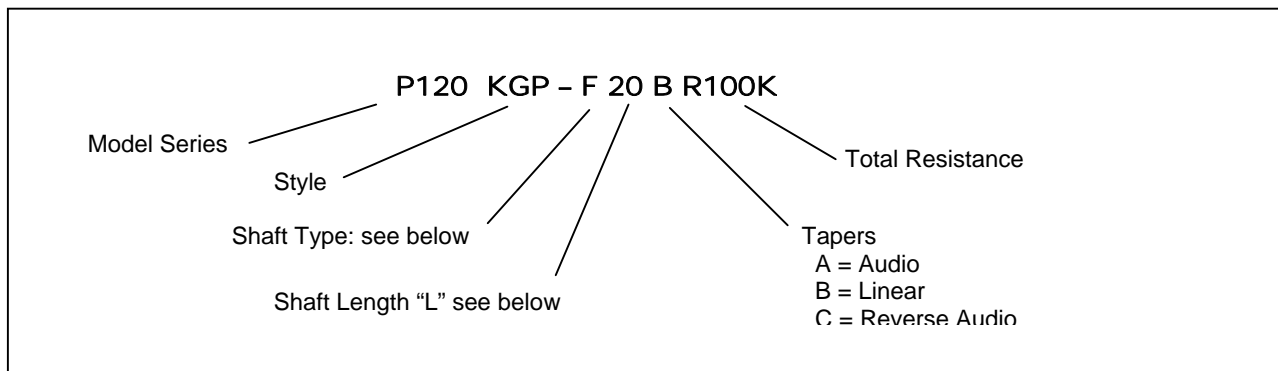 P120 KGP – F 20 B R100K
Model Series
Total Resistance
Style
Shaft Type: see below
Tapers
A = Audio
Shaft Length “L” see below
B = Linear
C = Reverse Audio